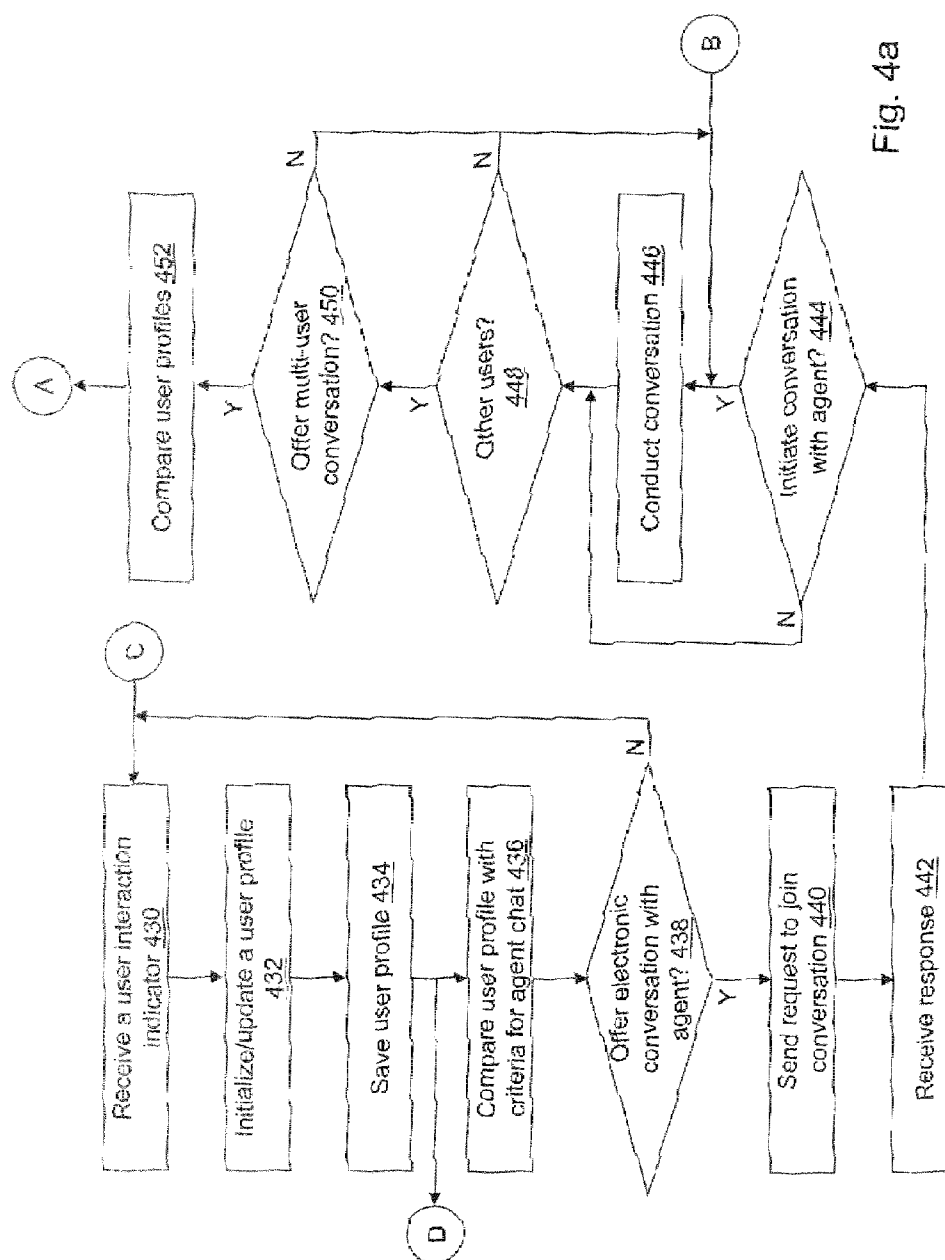 Receive a user interaction
indicator 430
C
Initialize/update a user profile
432
Save user profile 434
D
Compare user profile with
criteria for agent chat 436
Offer electronic
conversation with
agent? 438
N
Y
Send request to join
conversation 440
Receive response 442
A
Compare user profiles 452
Y
Offer multi-user
conversation? 450
N
Y
Other users?
448
N
Conduct conversation 446
B
Y
N
Initiate conversation
with agent? 444
Fig. 4a